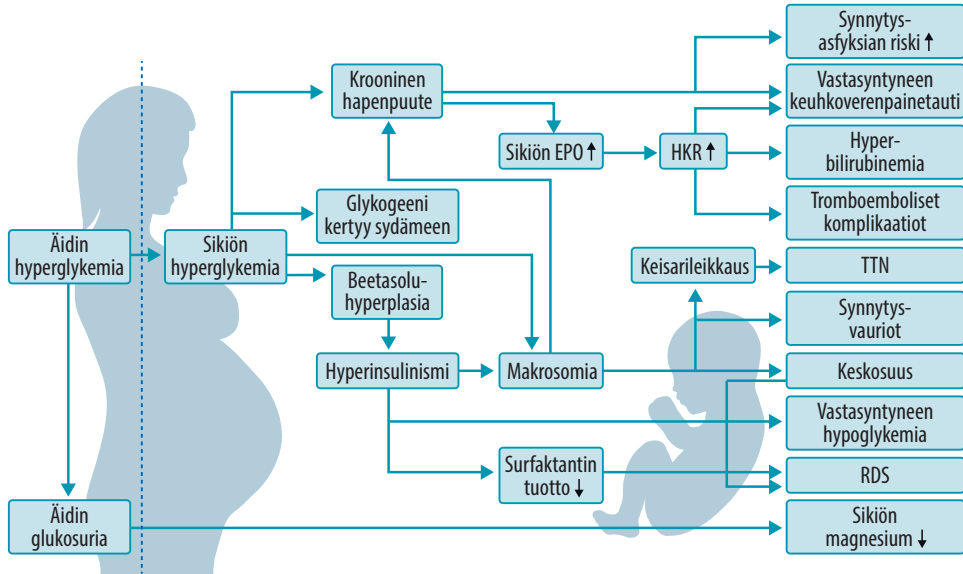 Synnytys-
asfyksian riski ↑
Krooninen
hapenpuute
Vastasyntyneen
keuhkoverenpainetauti
Sikiön EPO ↑
HKR ↑
Hyper-
bilirubinemia
Glykogeeni
kertyy sydämeen
Tromboemboliset
komplikaatiot
Äidin
hyperglykemia
Sikiön
hyperglykemia
Keisarileikkaus
TTN
Beetasolu-
hyperplasia
Synnytys-
vauriot
Hyperinsulinismi
Makrosomia
Keskosuus
Vastasyntyneen
hypoglykemia
Surfaktantin
tuotto ↓
RDS
Äidin
glukosuria
Sikiön
magnesium ↓